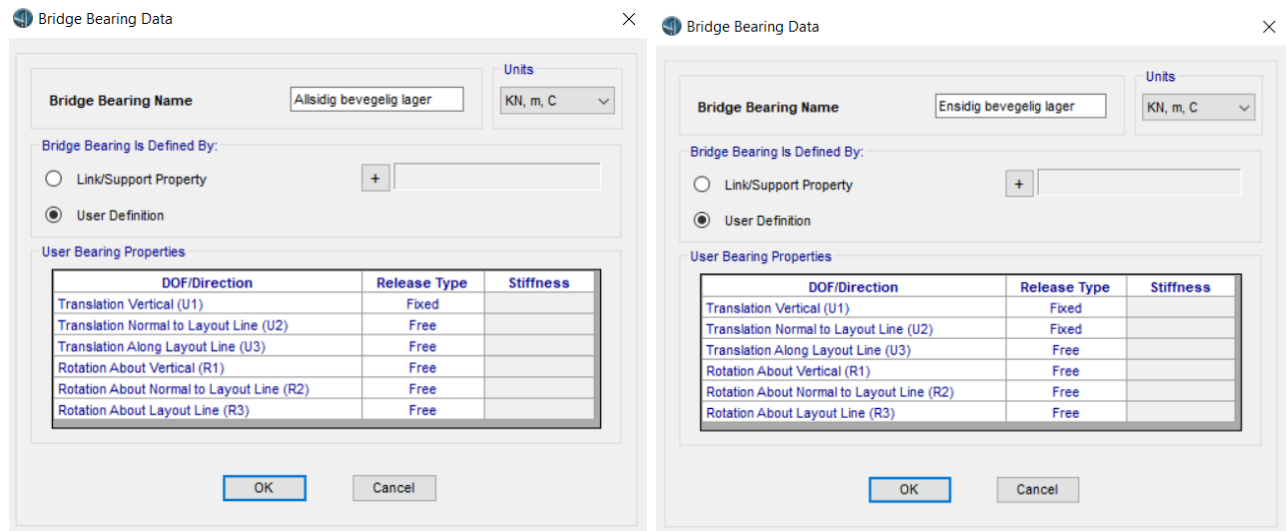 Bridge Bearing Data
Units
Bridge Bearing Name Allsidig bevegelig lager KN, m, C
Bridge Bearing Is Defined By:
Link/Support Property +
User Definition
User Bearing Properties
DOF/Direction Release Type Stiffness
Translation Vertical (U1) Fixed
Translation Normal to Layout Line (U2) Free
Translation Along Layout Line (U3) Free
Rotation About Vertical (R1) Free
Rotation About Normal to Layout Line (R2) Free
Rotation About Layout Line (R3) Free
OK Cancel
Bridge Bearing Data
Units
Bridge Bearing Name Ensidig bevegelig lager KN, m, C
Bridge Bearing Is Defined By:
Link/Support Property +
User Definition
User Bearing Properties
DOF/Direction Release Type Stiffness
Translation Vertical (U1) Fixed
Translation Normal to Layout Line (U2) Fixed
Translation Along Layout Line (U3) Free
Rotation About Vertical (R1) Free
Rotation About Normal to Layout Line (R2) Free
Rotation About Layout Line (R3) Free
OK Cancel